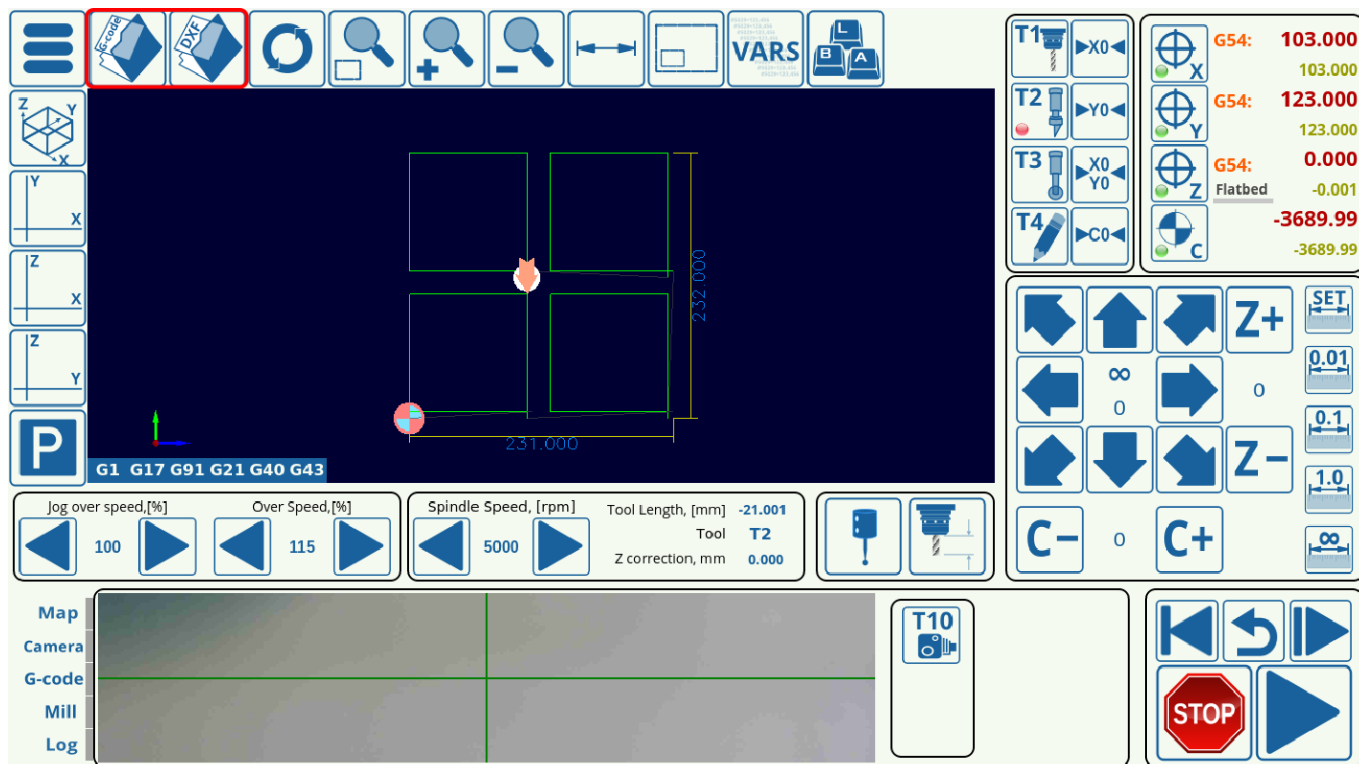 G-code
DXF
VARS
L
B
A
Z
Y
X
Y
X
Z
X
Z
Y
P
232.000
231.000
G1 G17 G91 G21 G40 G43
T1
X0
T2
Y0
T3
X0
Y0
T4
C0
X
G54: 103.000
103.000
Y
G54: 123.000
123.000
Z
G54: 0.000
Flatbed -0.001
C
-3689.99
-3689.99
Z+
SET
∞
0
0
0.01
0.1
Z-
1.0
C-
0
C+
∞
Jog over speed,[%]
100
Over Speed,[%]
115
Spindle Speed, [rpm]
5000
Tool Length, [mm] -21.001
Tool T2
Z correction, mm 0.000
Map
Camera
G-code
Mill
Log
T10
STOP